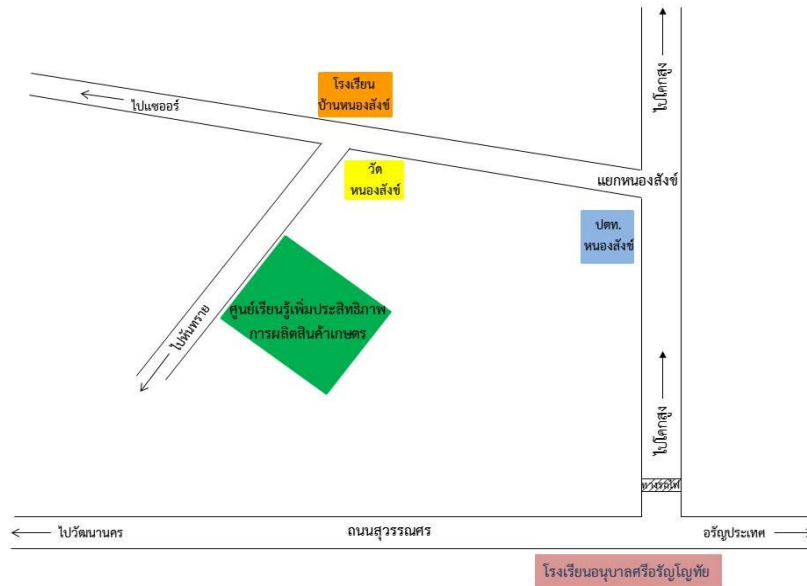 ไปโคกสูง
โรงเรียน
บ้านหนองสังข์
ไปแซออร์
วัด
หนองสังข์
แยกหนองสังข์
ปตท.
หนองสังข์
ศูนย์เรียนรู้เพิ่มประสิทธิภาพ
การผลิตสินค้าเกษตร
ไปหันทราย
ไปโคกสูง
ทางรถไฟ
ไปวัฒนานคร
ถนนสุวรรณศร
อรัญประเทศ
โรงเรียนอนุบาลศรีอรัญโญทัย